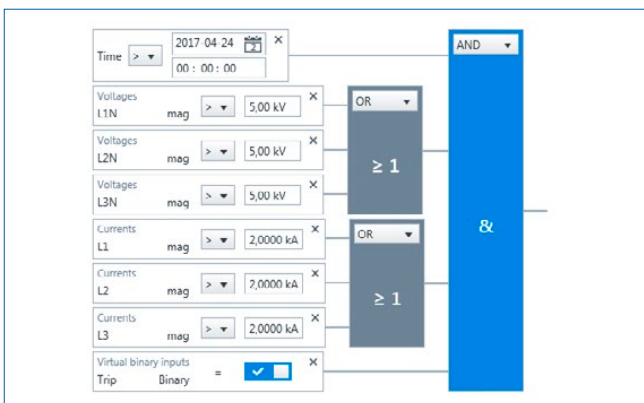 Time > 2017-04-24 2
00 : 00 : 00
AND
Voltages
L1N mag > 5,00 kV
OR
Voltages
L2N mag > 5,00 kV
≥ 1
Voltages
L3N mag > 5,00 kV
&
Currents
L1 mag > 2,0000 kA
OR
Currents
L2 mag > 2,0000 kA
≥ 1
Currents
L3 mag > 2,0000 kA
Virtual binary inputs
Trip Binary =